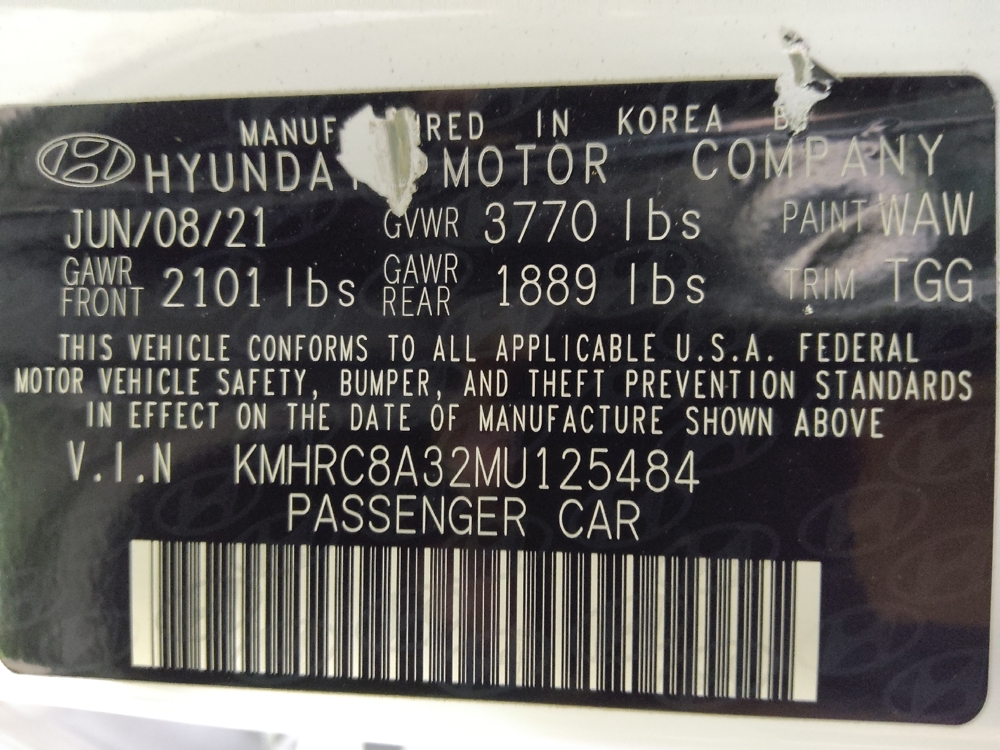 IN KOREA
MOTOR COMPANY
JUN/08/21 GVWR 3770 lbs PAINT WAW
GAWR FRONT 2101 lbs GAWR REAR 1889 lbs TRIM TGG
THIS VEHICLE CONFORMS TO ALL APPLICABLE U.S.A. FEDERAL
MOTOR VEHICLE SAFETY, BUMPER, AND THEFT PREVENTION STANDARDS
IN EFFECT ON THE DATE OF MANUFACTURE SHOWN ABOVE
V.I.N KMHRC8A32MU125484
PASSENGER CAR